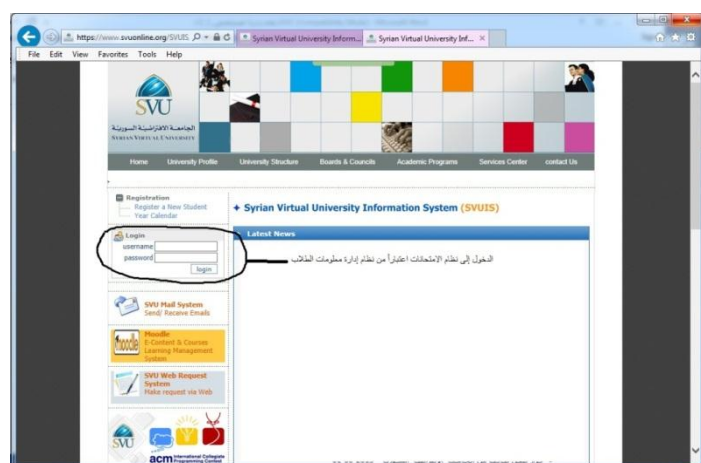 https://www.svuonline.org/SVUIS
Syrian Virtual University Inform...
Syrian Virtual University Inf...
File Edit View Favorites Tools Help
SVU
الجامعة الافتراضية السورية
SYRIAN VIRTUAL UNIVERSITY
Home University Profile University Structure Boards & Councils Academic Programs Services Center contact Us
Registration
Register a New Student
Year Calendar
Syrian Virtual University Information System (SVUIS)
Login
username
password
login
Latest News
الدخول إلى نظام الامتحانات اعتباراً من نظام إدارة معلومات الطلاب
SVU Mail System
Send/ Receive Emails
moodle
Moodle
E-Content & Courses
Learning Management
System
SVU Web Request
System
Make request via Web
SVU
acm International Collegiate
Programming Contest